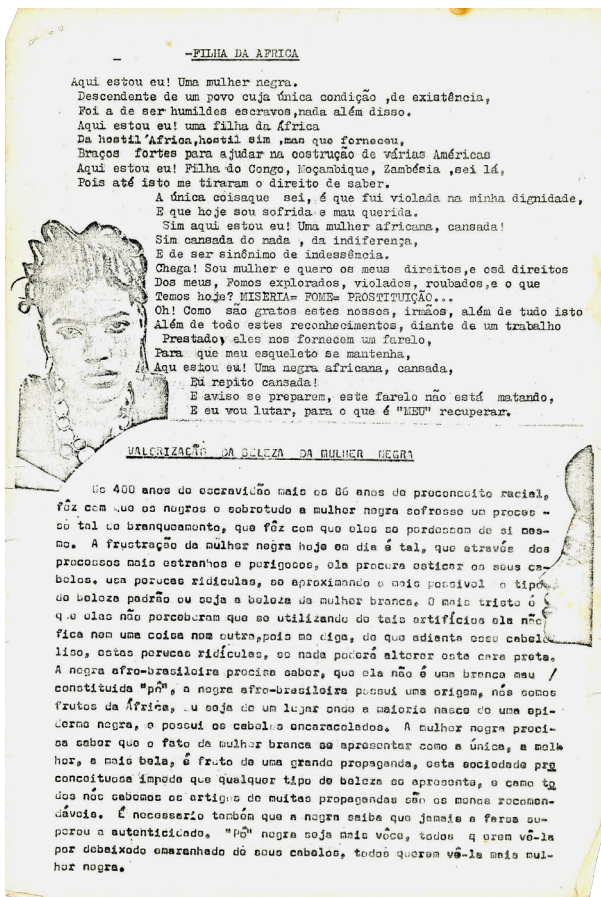 -FILHA DA AFRICA
Aqui estou eu! Uma mulher negra.
Descendente de um povo cuja única condição ,de existência,
Foi a de ser humildes escravos,nada além disso.
Aqui estou eu! uma filha da África
Da hostil Africa,hostil sim ,mas que forneceu,
Braços fortes para ajudar na costrução de várias Américas
Aqui estou eu! Filha do Congo, Moçambique, Zambésia ,sei lá,
Pois até isto me tiraram o direito de saber.
A única coisaque sei, é que fui violada na minha dignidade,
E que hoje sou sofrida e mau querida.
Sim aqui estou eu! Uma mulher africana, cansada!
Sim cansada do nada , da indiferença,
E de ser sinônimo de indessência.
Chega! Sou mulher e quero os meus direitos,e osd direitos
Dos meus, Fomos explorados, violados, roubados,e o que
Temos hoje? MISERIA= FOME= PROSTITUIÇÃO...
Oh! Como são gratos estes nossos, irmãos, além de tudo isto
Além de todo estes reconhecimentos, diante de um trabalho
Prestado, eles nos fornecem um farelo,
Para que meu esqueleto se mantenha,
Aqu estou eu! Uma negra africana, cansada,
Eu repito cansada!
E aviso se preparem, este farelo não está matando,
E eu vou lutar, para o que é "MEU" recuperar.
VALORIZAÇÃO DA BELEZA DA MULHER NEGRA
Os 400 anos de escravidão mais os 86 anos de preconceito racial,
fêz com que os negros e sobretudo a mulher negra sofresse um proces -
so tal de branqueamento, que fêz com que eles se perdessem de si mes-
mo. A frustração da mulher negra hoje em dia é tal, que através dos
processos mais estranhos e perigosos, ela procura esticar os seus ca-
belos. usa perucas ridiculas, se aproximando o mais possivel o tipo
de beleza padrão ou seja a beleza da mulher branca. O mais triste é
que elas não perceberam que se utilizando de tais artifícios ela não
fica nem uma coisa nem outra,pois me diga, de que adianta esse cabelo
liso, estas perucas ridículas, se nada poderá alterar esta cara preta.
A negra afro-brasileira precisa saber, que ela não é uma branca mau /
constituida "pô", a negra afro-brasileira possui uma origem, nós somos
frutos da África, ou seja de um lugar onde a maioria nasce de uma epi-
derme negra, e possui os cabelos encaracolados. A mulher negra preci-
sa saber que o fato da mulher branca se apresentar como a única, a mel
hor, a mais bela, é fruto de uma grande propaganda, esta sociedade pre
conceituosa impede que qualquer tipo de beleza se apresente, e como to
dos nós sabemos os artigos de muitas propagandas são os menos recomen-
dáveis. É necessario também que a negra saiba que jamais a farsa su-
perou a autenticidade. "Pô" negra seja mais você, todos q erem vê-la
por debaixodo emaranhado de seus cabelos, todos querem vê-la mais mul-
her negra.